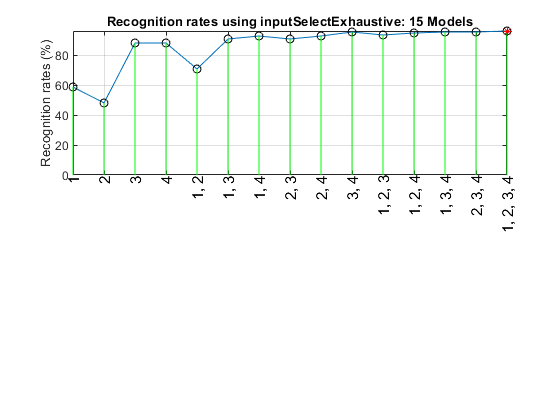 Recognition rates using inputSelectExhaustive: 15 Models
Recognition rates (%)
80
60
40
20
0
1
2
3
4
1, 2
1, 3
1, 4
2, 3
2, 4
3, 4
1, 2, 3
1, 2, 4
1, 3, 4
2, 3, 4
1, 2, 3, 4